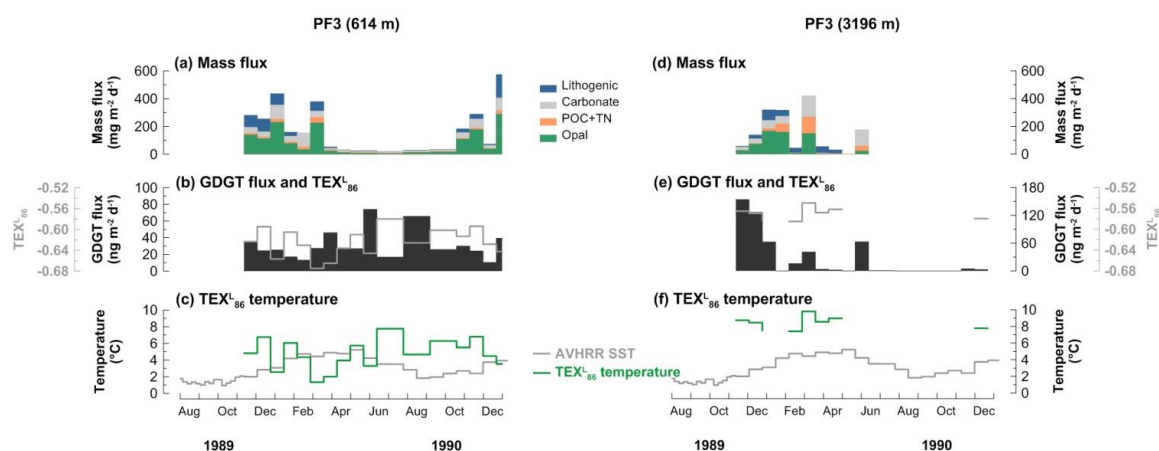 PF3 (614 m)
PF3 (3196 m)
(a) Mass flux
Mass flux
(mg m⁻² d⁻¹)
600
400
200
0
Lithogenic
Carbonate
POC+TN
Opal
(d) Mass flux
600
400
200
0
Mass flux
(mg m⁻² d⁻¹)
(b) GDGT flux and TEXᴸ₈₆
TEXᴸ₈₆
-0.52
-0.56
-0.60
-0.64
-0.68
GDGT flux
(ng m⁻² d⁻¹)
100
80
60
40
20
0
(e) GDGT flux and TEXᴸ₈₆
180
120
60
0
GDGT flux
(ng m⁻² d⁻¹)
-0.52
-0.56
-0.60
-0.64
-0.68
TEXᴸ₈₆
(c) TEXᴸ₈₆ temperature
Temperature
(°C)
10
8
6
4
2
0
AVHRR SST
TEXᴸ₈₆ temperature
(f) TEXᴸ₈₆ temperature
10
8
6
4
2
0
Temperature
(°C)
Aug Oct Dec Feb Apr Jun Aug Oct Dec
Aug Oct Dec Feb Apr Jun Aug Oct Dec
1989 1990
1989 1990